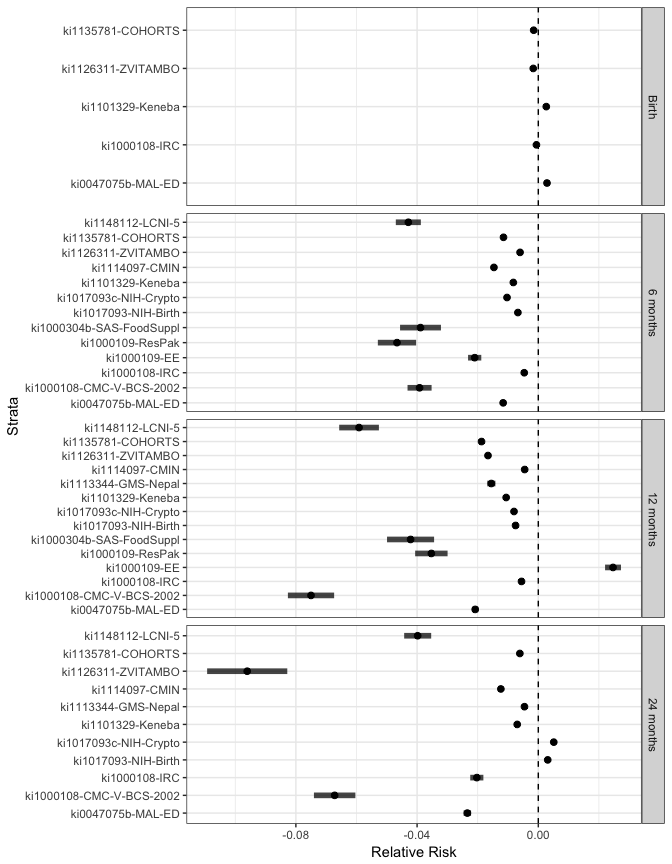 Strata
ki1135781-COHORTS
ki1126311-ZVITAMBO
ki1101329-Keneba
ki1000108-IRC
ki0047075b-MAL-ED
Birth
ki1148112-LCNI-5
ki1135781-COHORTS
ki1126311-ZVITAMBO
ki1114097-CMIN
ki1101329-Keneba
ki1017093c-NIH-Crypto
ki1017093-NIH-Birth
ki1000304b-SAS-FoodSuppl
ki1000109-ResPak
ki1000109-EE
ki1000108-IRC
ki1000108-CMC-V-BCS-2002
ki0047075b-MAL-ED
6 months
ki1148112-LCNI-5
ki1135781-COHORTS
ki1126311-ZVITAMBO
ki1114097-CMIN
ki1113344-GMS-Nepal
ki1101329-Keneba
ki1017093c-NIH-Crypto
ki1017093-NIH-Birth
ki1000304b-SAS-FoodSuppl
ki1000109-ResPak
ki1000109-EE
ki1000108-IRC
ki1000108-CMC-V-BCS-2002
ki0047075b-MAL-ED
12 months
ki1148112-LCNI-5
ki1135781-COHORTS
ki1126311-ZVITAMBO
ki1114097-CMIN
ki1113344-GMS-Nepal
ki1101329-Keneba
ki1017093c-NIH-Crypto
ki1017093-NIH-Birth
ki1000108-IRC
ki1000108-CMC-V-BCS-2002
ki0047075b-MAL-ED
24 months
-0.08 -0.04 0.00
Relative Risk